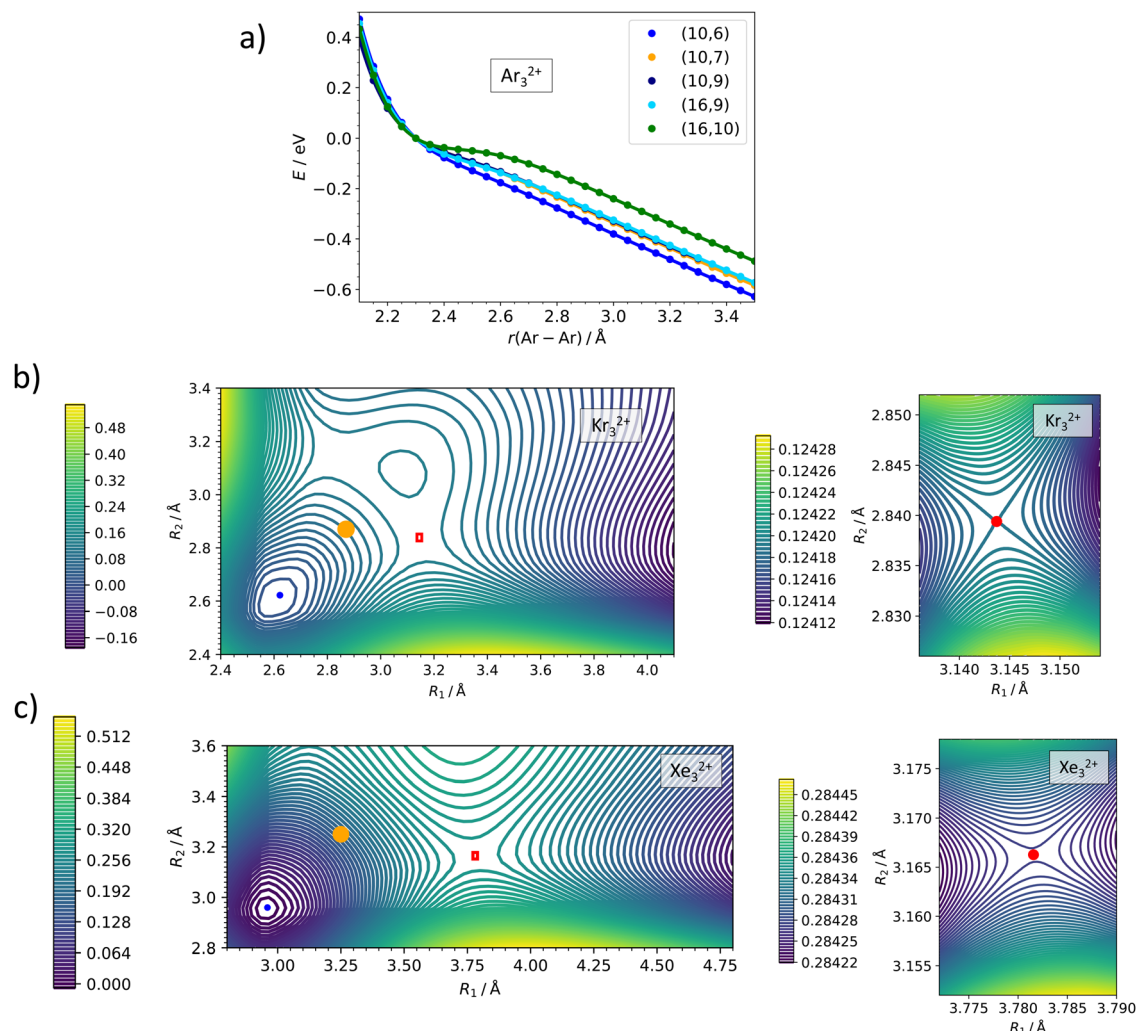 a)
0.4
0.2
0.0
−0.2
−0.4
−0.6
E / eV
Ar₃²⁺
(10,6)
(10,7)
(10,9)
(16,9)
(16,10)
2.2 2.4 2.6 2.8 3.0 3.2 3.4
r(Ar − Ar) / Å
b)
0.48
0.40
0.32
0.24
0.16
0.08
0.00
−0.08
−0.16
3.4
3.2
3.0
2.8
2.6
2.4
R₂ / Å
Kr₃²⁺
2.4 2.6 2.8 3.0 3.2 3.4 3.6 3.8 4.0
R₁ / Å
0.12428
0.12426
0.12424
0.12422
0.12420
0.12418
0.12416
0.12414
0.12412
2.850
2.845
2.840
2.835
2.830
R₂ / Å
Kr₃²⁺
3.140 3.145 3.150
R₁ / Å
c)
0.512
0.448
0.384
0.320
0.256
0.192
0.128
0.064
0.000
3.6
3.4
3.2
3.0
2.8
R₂ / Å
Xe₃²⁺
3.00 3.25 3.50 3.75 4.00 4.25 4.50 4.75
R₁ / Å
0.28445
0.28442
0.28439
0.28436
0.28434
0.28431
0.28428
0.28425
0.28422
3.175
3.170
3.165
3.160
3.155
R₂ / Å
Xe₃²⁺
3.775 3.780 3.785 3.790
R₁ / Å